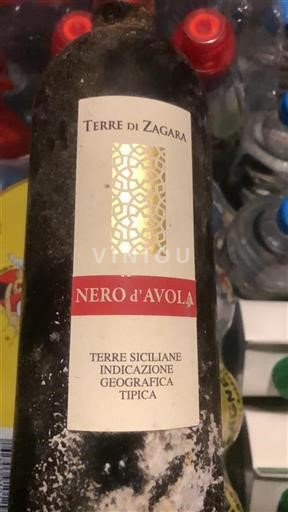 TERRE DI ZAGARA
VINIOU
NERO d'AVOLA
TERRE SICILIANE
INDICAZIONE
GEOGRAFICA
TIPICA